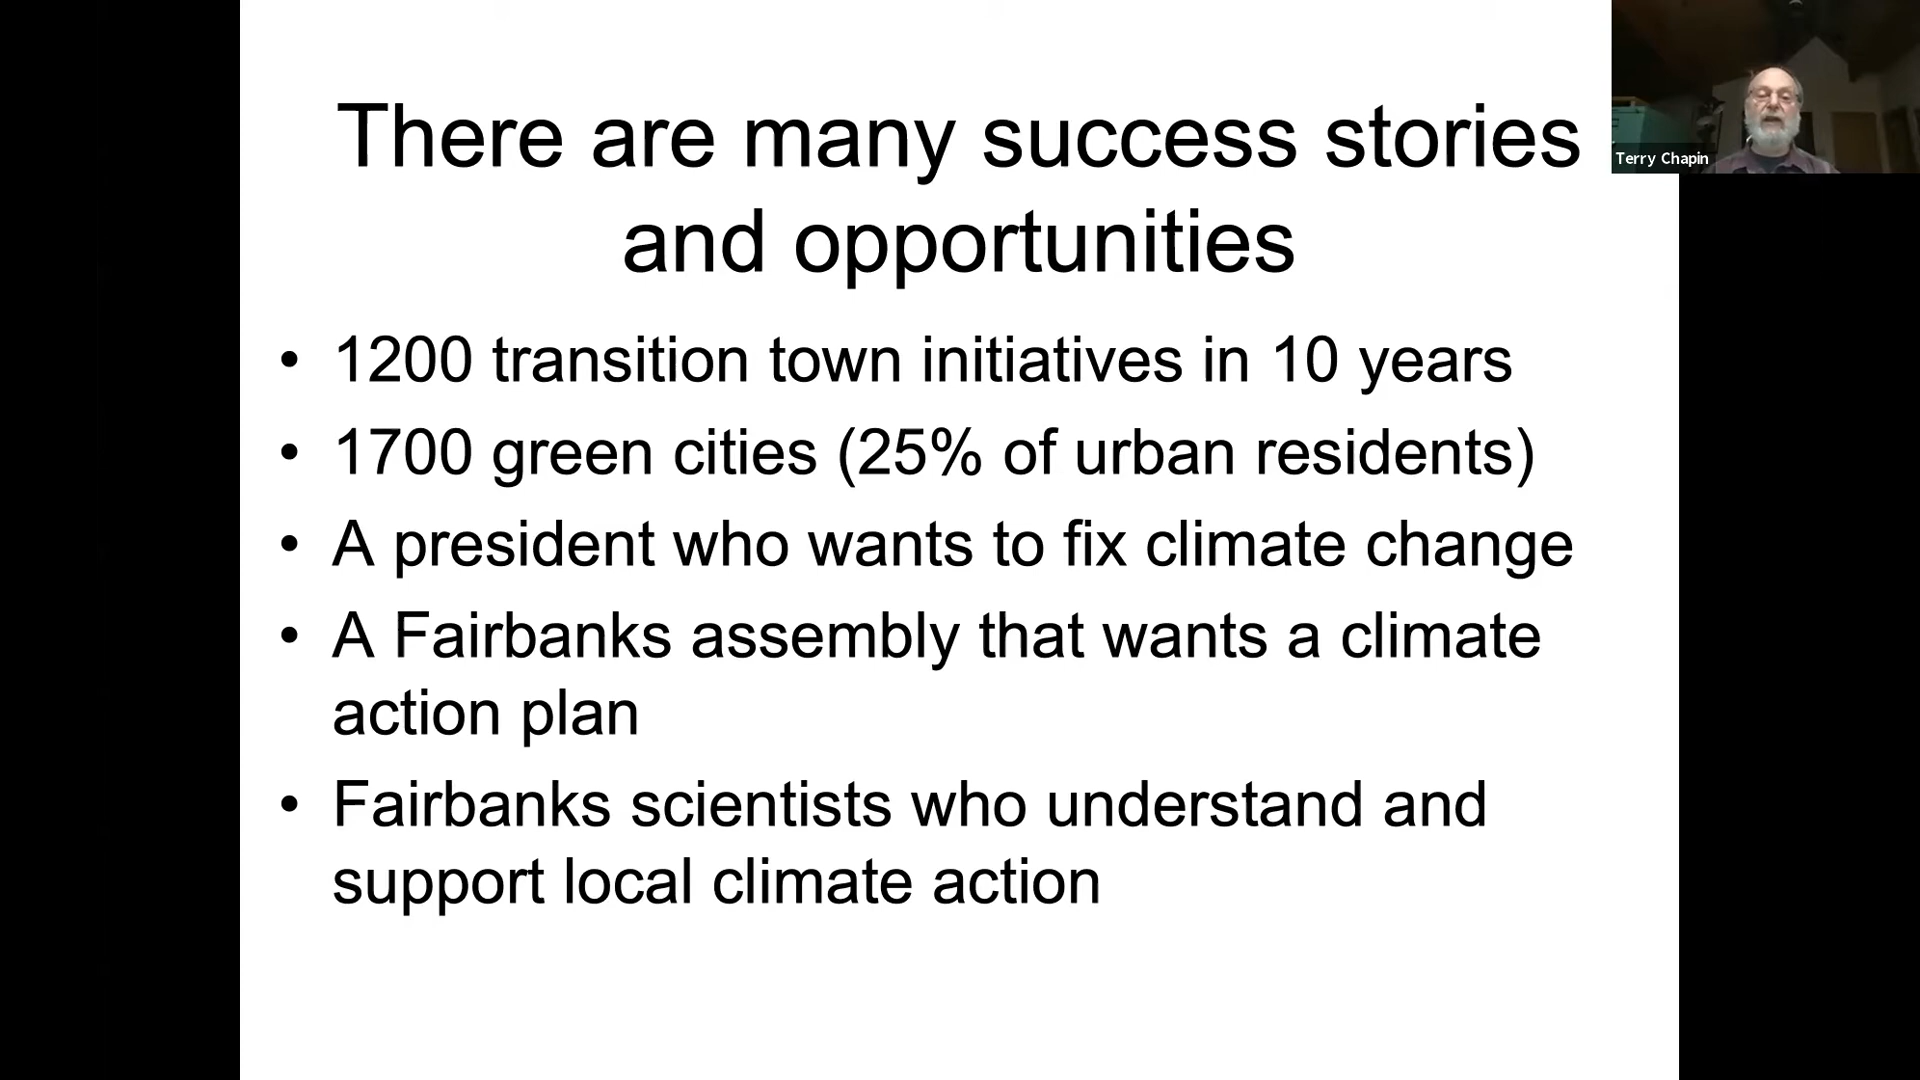 There are many success stories
and opportunities
• 1200 transition town initiatives in 10 years
• 1700 green cities (25% of urban residents)
• A president who wants to fix climate change
• A Fairbanks assembly that wants a climate
action plan
• Fairbanks scientists who understand and
support local climate action
Terry Chapin